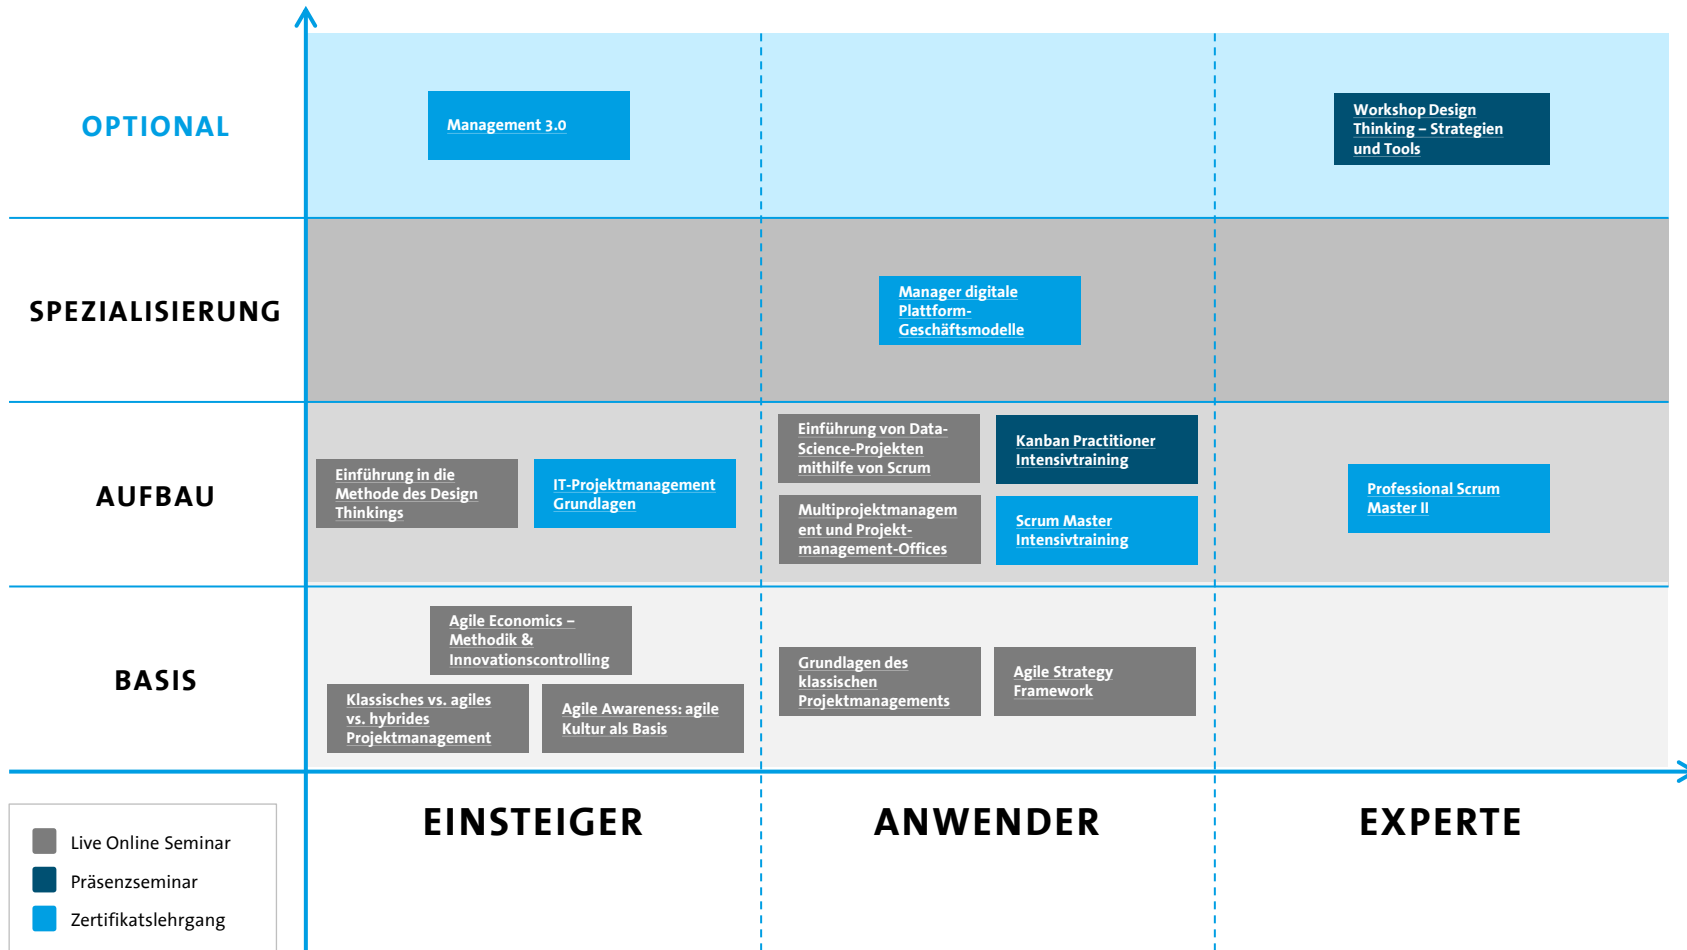 OPTIONAL
Management 3.0
Workshop Design
Thinking – Strategien
und Tools
SPEZIALISIERUNG
Manager digitale
Plattform-
Geschäftsmodelle
AUFBAU
Einführung in die
Methode des Design
Thinkings
IT-Projektmanagement
Grundlagen
Einführung von Data-
Science-Projekten
mithilfe von Scrum
Kanban Practitioner
Intensivtraining
Multiprojektmanagem
ent und Projekt-
management-Offices
Scrum Master
Intensivtraining
Professional Scrum
Master II
BASIS
Agile Economics –
Methodik &
Innovationscontrolling
Klassisches vs. agiles
vs. hybrides
Projektmanagement
Agile Awareness: agile
Kultur als Basis
Grundlagen des
klassischen
Projektmanagements
Agile Strategy
Framework
EINSTEIGER
ANWENDER
EXPERTE
Live Online Seminar
Präsenzseminar
Zertifikatslehrgang